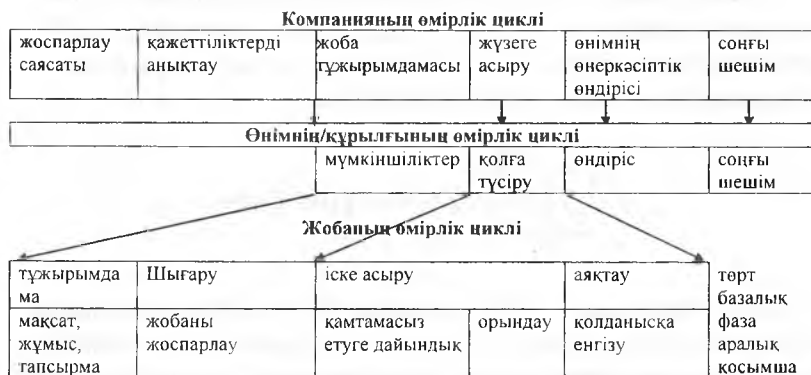 Компанияның өмірлік циклі
жоспарлау саясаты
қажеттіліктерді анықтау
жоба тұжырымдамасы
жүзеге асыру
өнімнің өнеркәсіптік өндірісі
соңғы шешім
Өнімнің/құрылғының өмірлік циклі
мүмкіншіліктер
қолға түсіру
өндіріс
соңғы шешім
Жобаның өмірлік циклі
тұжырымда
ма
Шығару
іске асыру
аяқтау
төрт
базалық
фаза
аралық
қосымша
мақсат,
жұмыс,
тапсырма
жобаны
жоспарлау
қамтамасыз
етуге дайындық
орындау
қолданысқа
енгізу